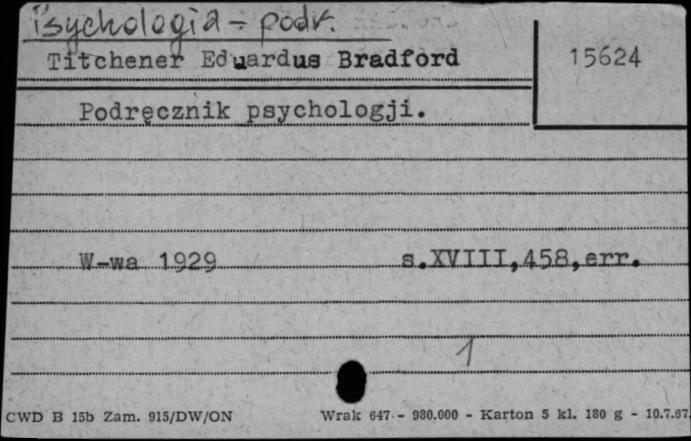 Psychologia - podr.
Titchener Eduardus Bradford
15624
Podręcznik psychologji.
W-wa 1929 s.XVIII,458,err.
1
CWD B 15b Zam. 915/DW/ON Wrak 647 - 980.000 - Karton 5 kl. 180 g - 10.7.67.